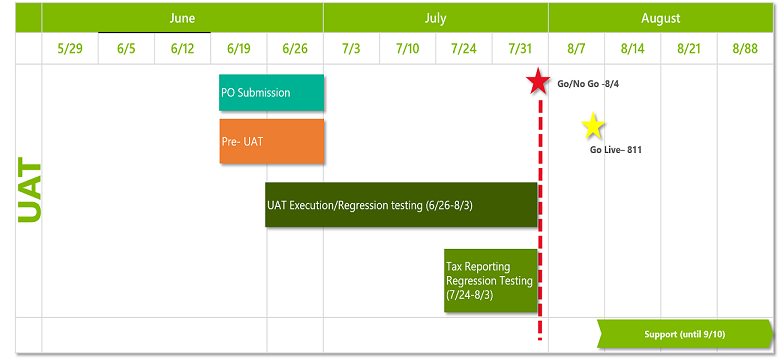 June
July
August
5/29
6/5
6/12
6/19
6/26
7/3
7/10
7/24
7/31
8/7
8/14
8/21
8/88
UAT
PO Submission
Go/No Go -8/4
Pre- UAT
Go Live– 811
UAT Execution/Regression testing (6/26-8/3)
Tax Reporting
Regression Testing
(7/24-8/3)
Support (until 9/10)